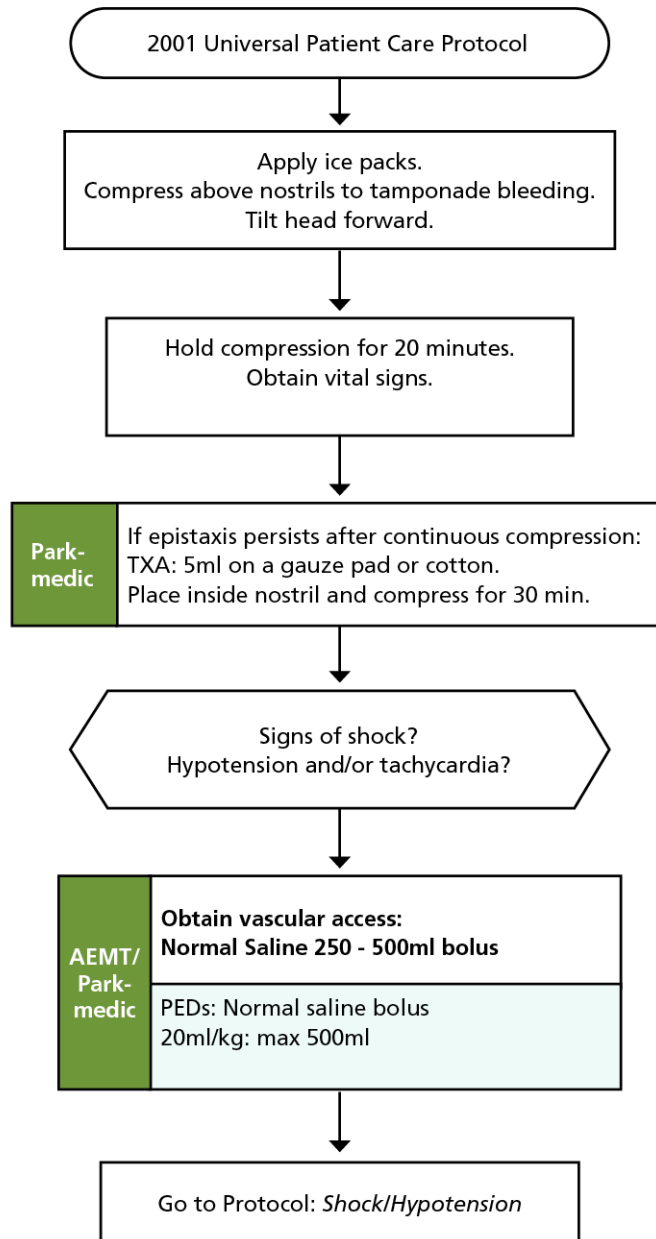 2001 Universal Patient Care Protocol
Apply ice packs.
Compress above nostrils to tamponade bleeding.
Tilt head forward.
Hold compression for 20 minutes.
Obtain vital signs.
Park-
medic
If epistaxis persists after continuous compression:
TXA: 5ml on a gauze pad or cotton.
Place inside nostril and compress for 30 min.
Signs of shock?
Hypotension and/or tachycardia?
AEMT/
Park-
medic
Obtain vascular access:
Normal Saline 250 - 500ml bolus
PEDs: Normal saline bolus
20ml/kg: max 500ml
Go to Protocol: Shock/Hypotension